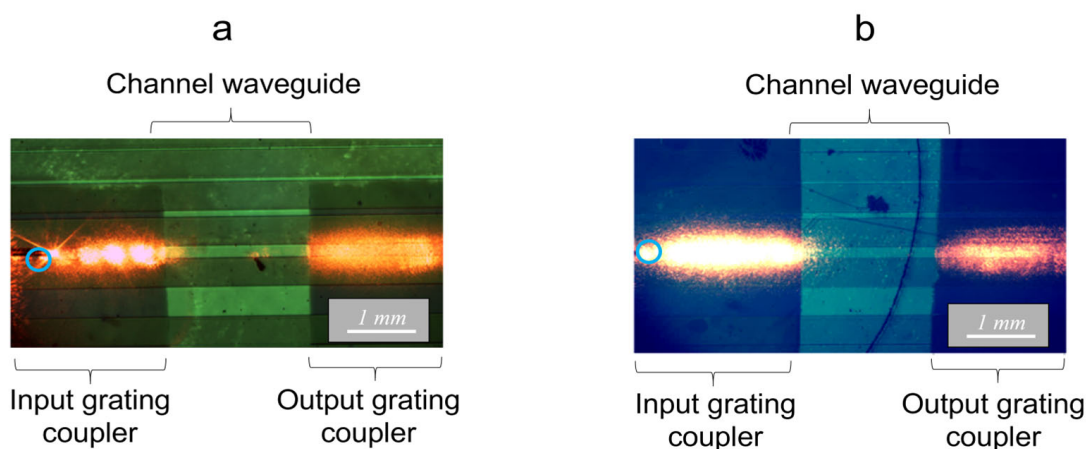 a
Channel waveguide
1 mm
Input grating
coupler
Output grating
coupler
b
Channel waveguide
1 mm
Input grating
coupler
Output grating
coupler